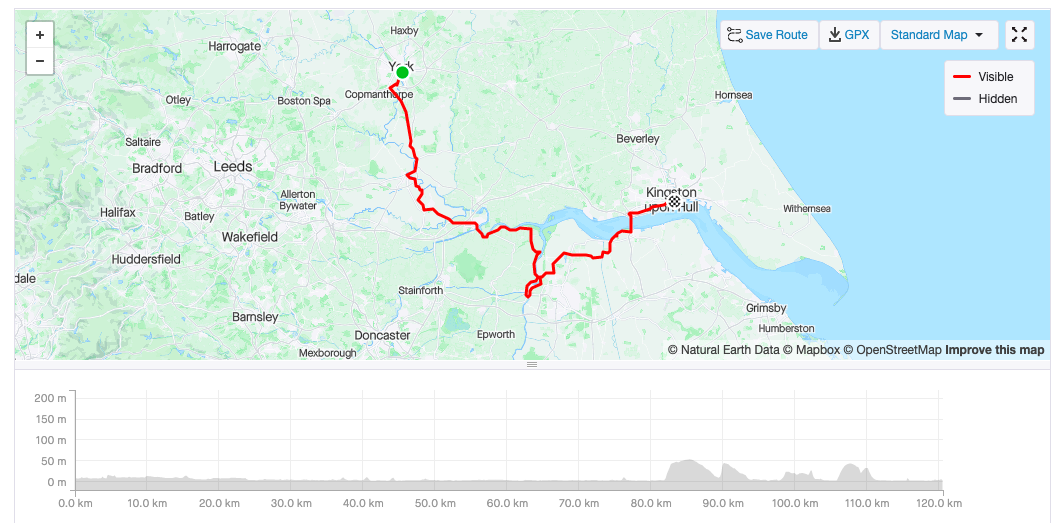 +
−
Save Route
GPX
Standard Map
Visible
Hidden
Haxby
Harrogate
York
Copmanthorpe
Otley
Boston Spa
Hornsea
Saltaire
Beverley
Bradford
Leeds
Allerton
Bywater
Kingston
upon Hull
Withernsea
Halifax
Batley
Wakefield
Huddersfield
dale
Stainforth
Barnsley
Grimsby
Humberston
Doncaster
Epworth
Mexborough
© Natural Earth Data © Mapbox © OpenStreetMap Improve this map
200 m
150 m
100 m
50 m
0 m
0.0 km 10.0 km 20.0 km 30.0 km 40.0 km 50.0 km 60.0 km 70.0 km 80.0 km 90.0 km 100.0 km 110.0 km 120.0 km